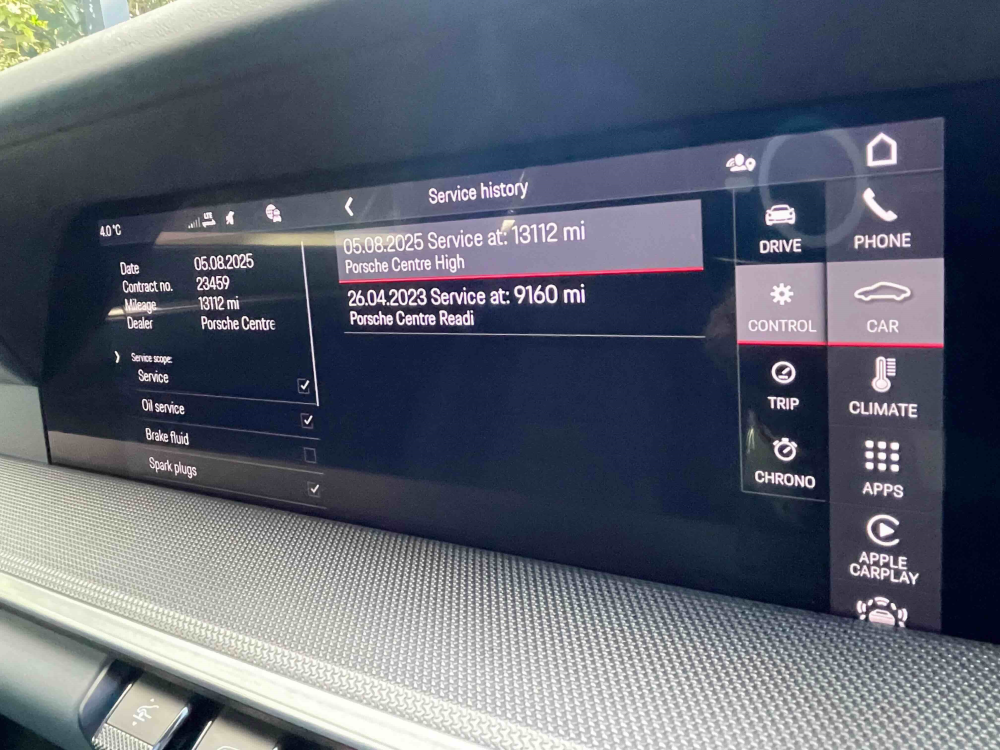 4.0 °C
LTE
Service history
Date 05.08.2025
Contract no. 23459
Mileage 13112 mi
Dealer Porsche Centre
Service scope:
Service
Oil service
Brake fluid
Spark plugs
05.08.2025 Service at: 13112 mi
Porsche Centre High
26.04.2023 Service at: 9160 mi
Porsche Centre Readi
DRIVE
CONTROL
TRIP
CHRONO
PHONE
CAR
CLIMATE
APPS
APPLE
CARPLAY